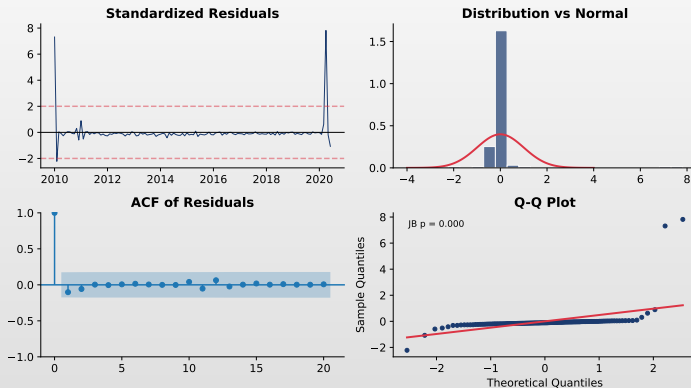 Standardized Residuals
8
6
4
2
0
−2
2010 2012 2014 2016 2018 2020
Distribution vs Normal
1.5
1.0
0.5
0.0
−4 −2 0 2 4 6 8
ACF of Residuals
1.0
0.5
0.0
−0.5
−1.0
0 5 10 15 20
Q-Q Plot
JB p = 0.000
Sample Quantiles
8
6
4
2
0
−2
−2 −1 0 1 2
Theoretical Quantiles